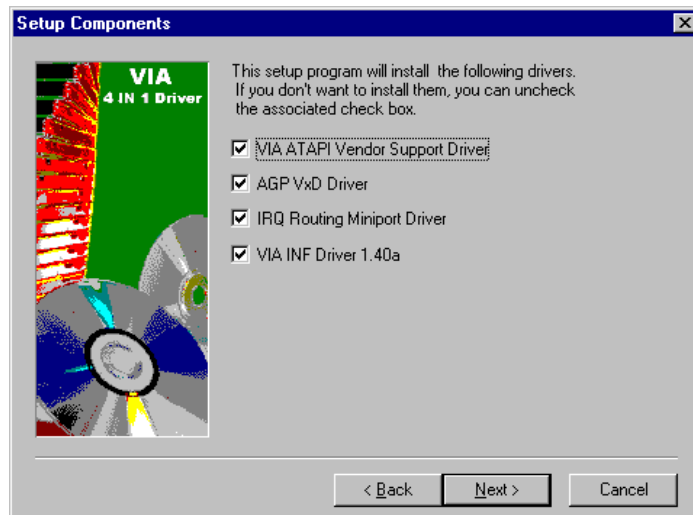 Setup Components
VIA
4 IN 1 Driver
This setup program will install  the following drivers.
If you don't want to install them, you can uncheck
the associated check box.
VIA ATAPI Vendor Support Driver
AGP VxD Driver
IRQ Routing Miniport Driver
VIA INF Driver 1.40a
< Back
Next >
Cancel